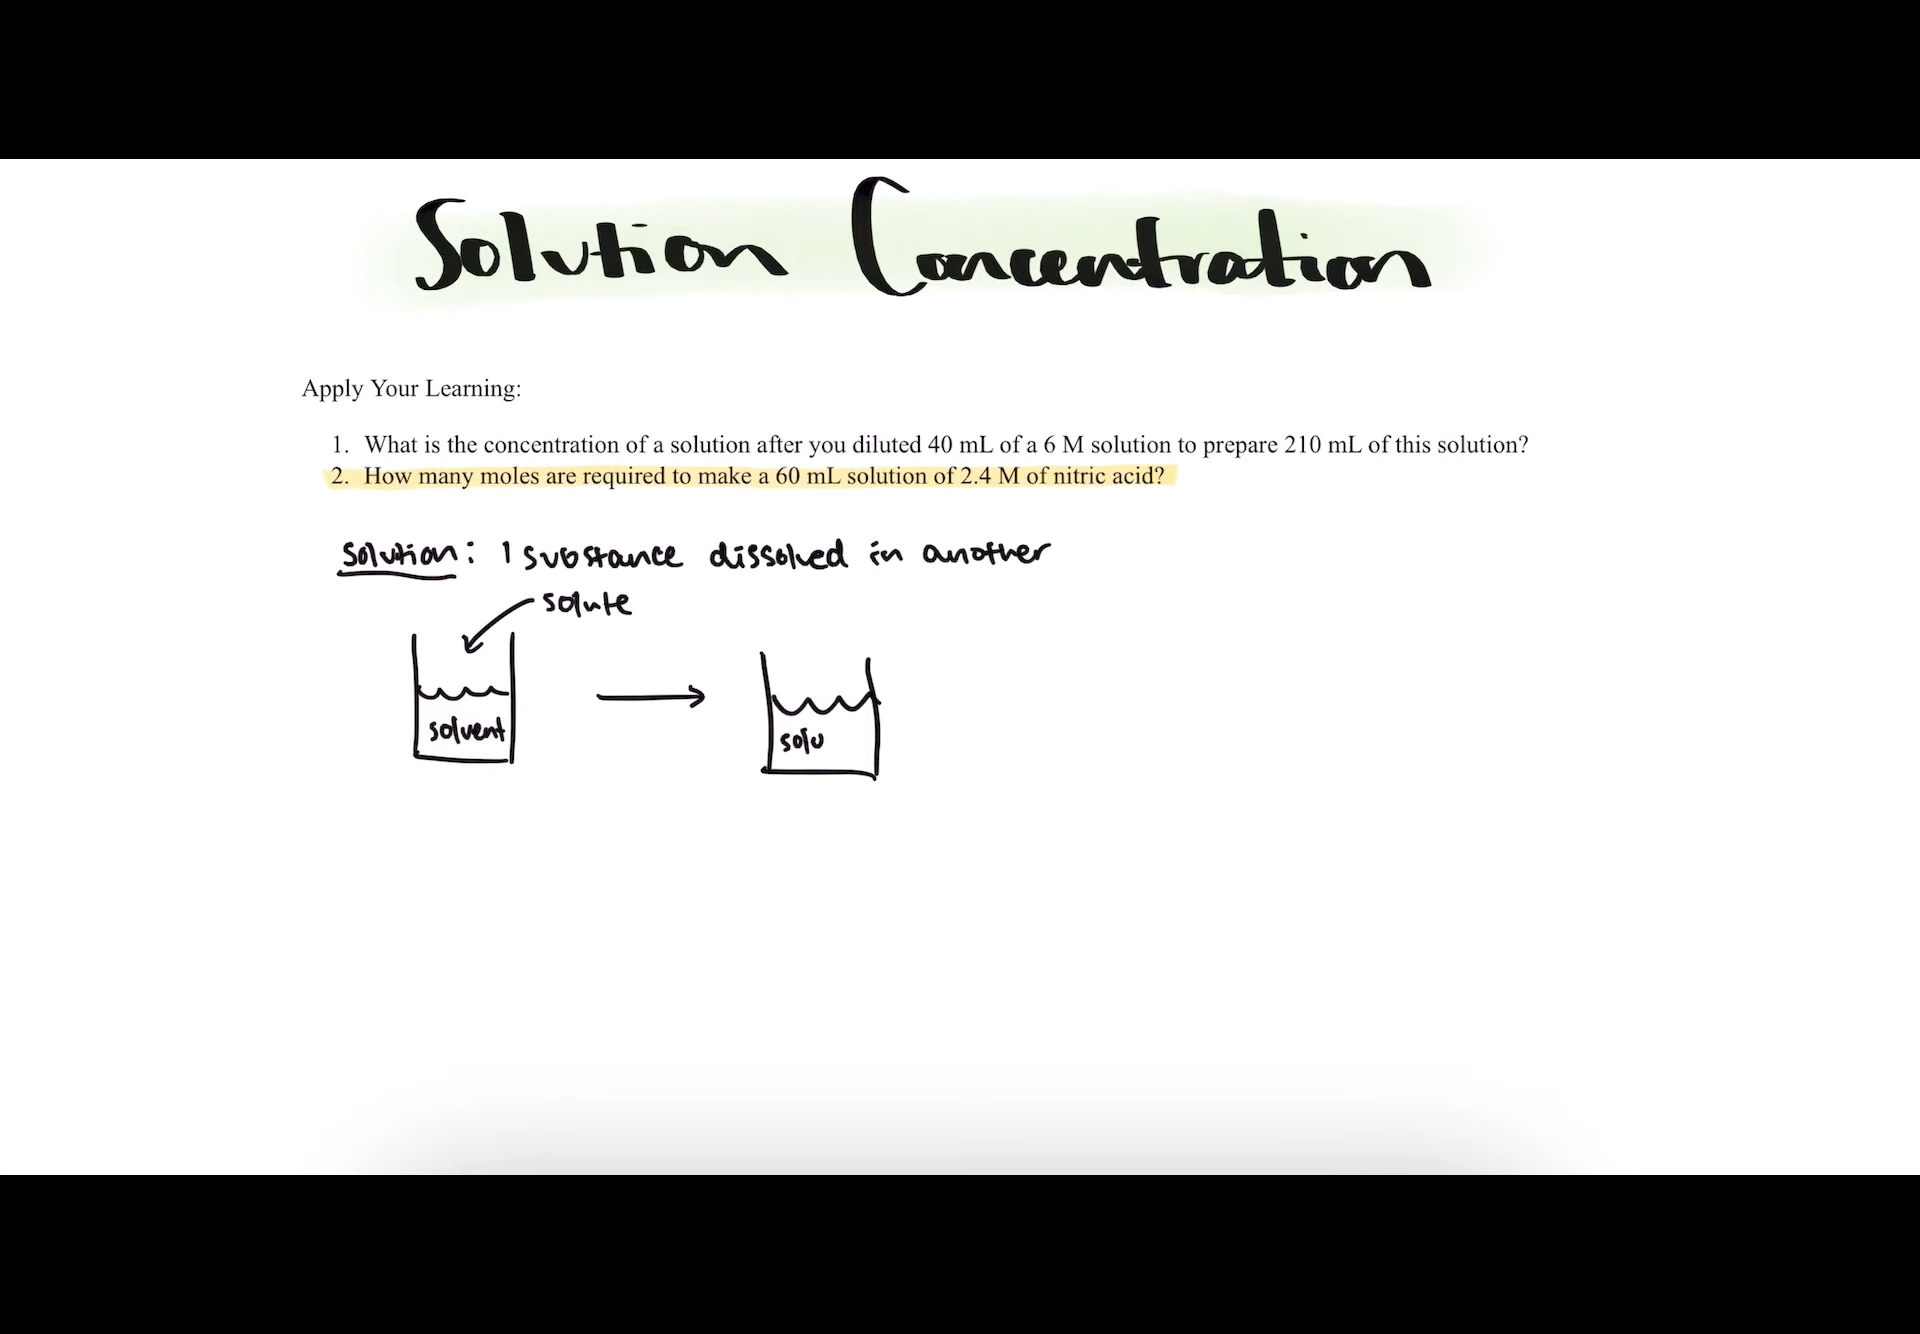 Solution Concentration
Apply Your Learning:
1. What is the concentration of a solution after you diluted 40 mL of a 6 M solution to prepare 210 mL of this solution?
2. How many moles are required to make a 60 mL solution of 2.4 M of nitric acid?
Solution: 1 substance dissolved in another
solute
solvent
solu